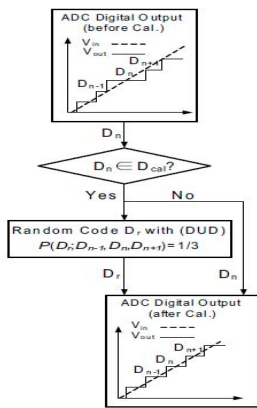 ADC Digital Output
(before Cal.)
Vin
Vout
Dn+1
Dn
Dn-1
Dn
Dn ∈ Dcal?
Yes No
Random Code Dr with (DUD)
P(Dr;Dn-1,Dn,Dn+1)=1/3
Dr Dn
ADC Digital Output
(after Cal.)
Vin
Vout
Dn+1
Dn
Dn-1